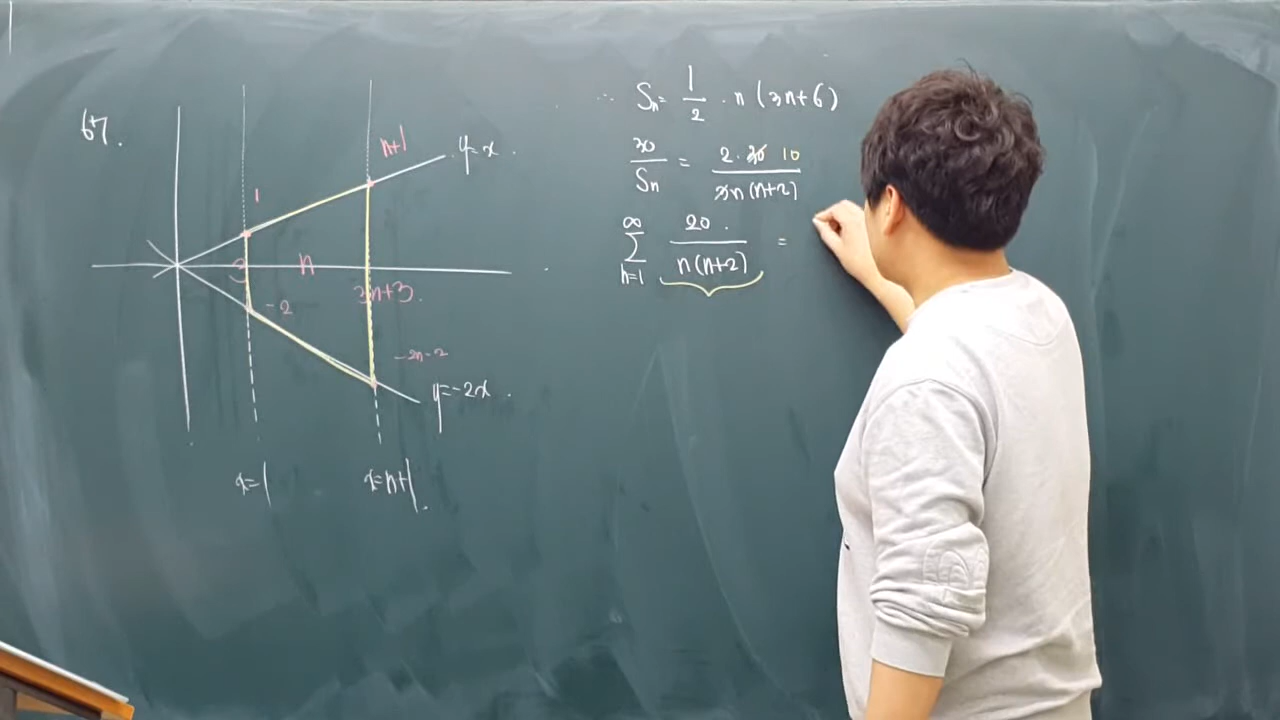 67.
n+1
y=x .
1
3
n
3n+3.
-2
-2n-2
y=-2x .
x=1
x=n+1.
∴ Sₙ = 1/2 · n (3n+6)
30/Sₙ = 2·30 10 / 3n(n+2)
∞ Σ n=1 20. / n(n+2) =